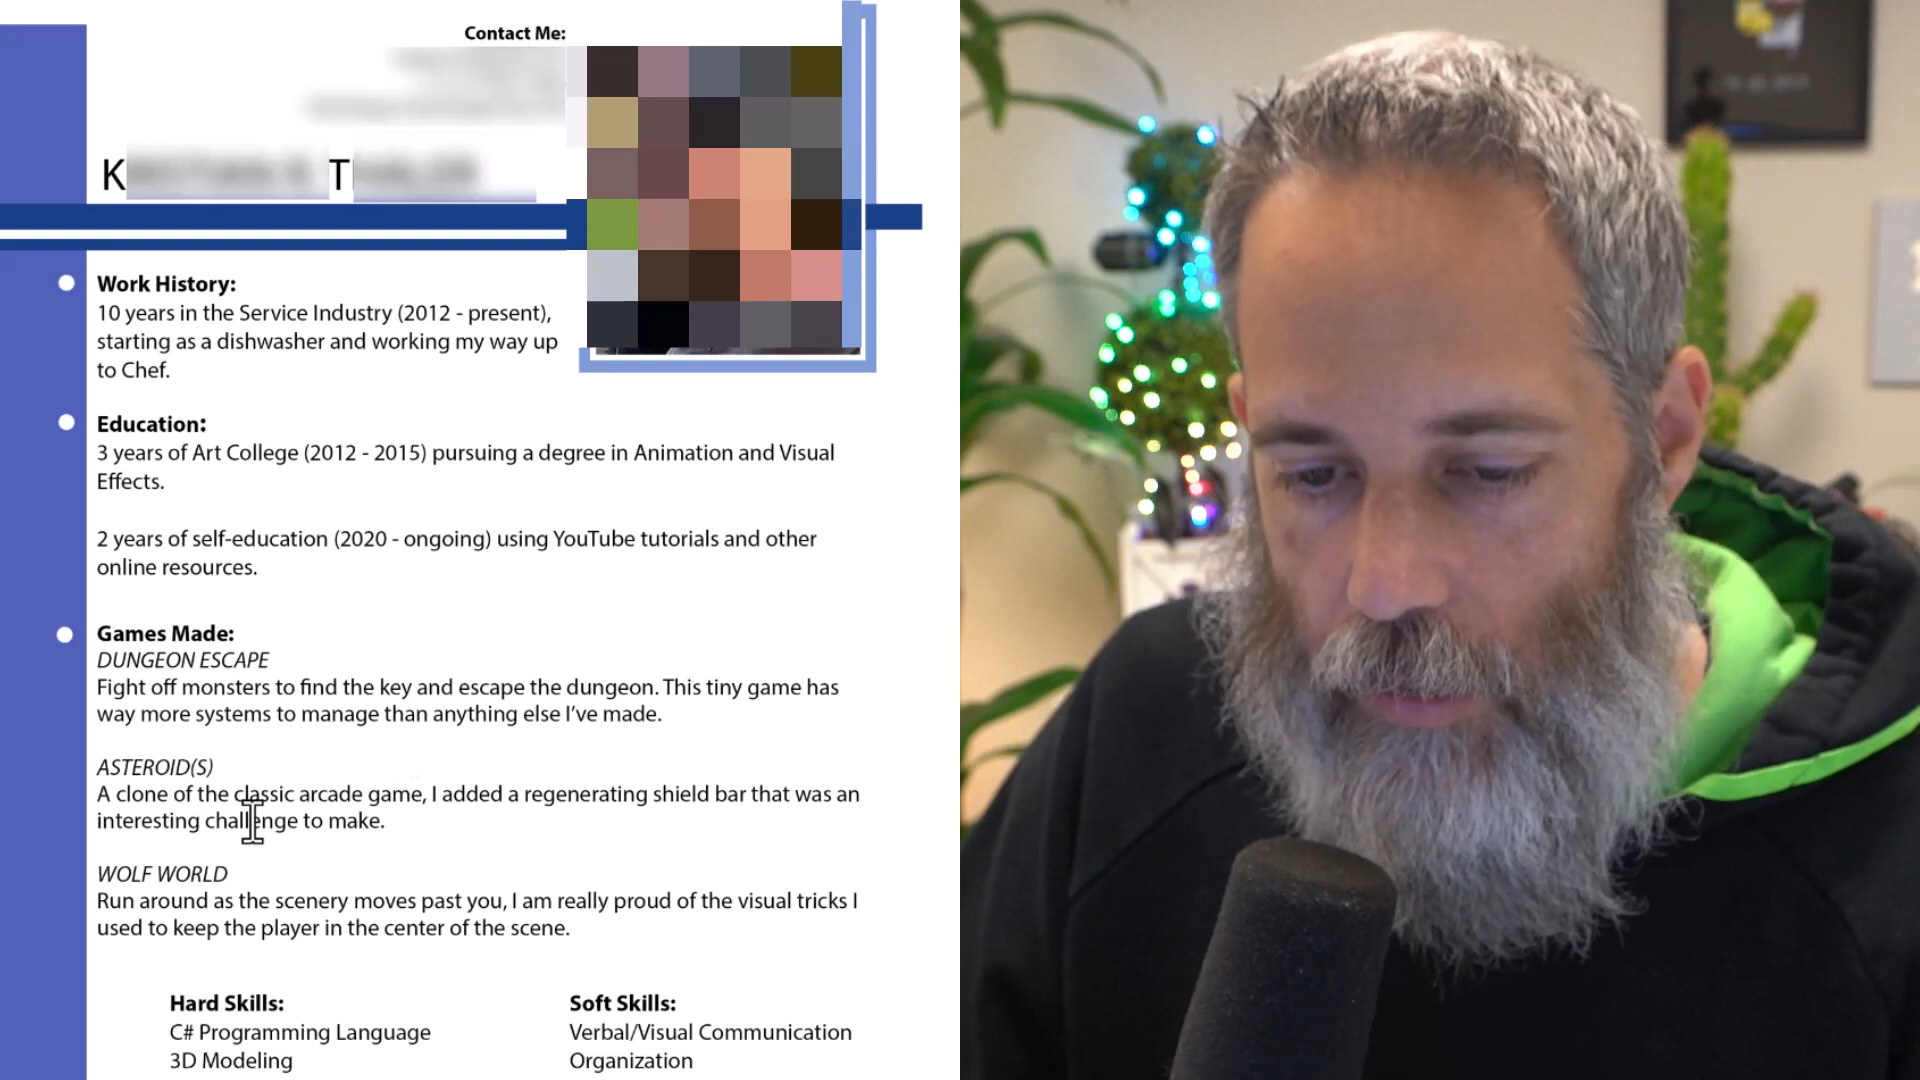 Contact Me:
K T
Work History:
10 years in the Service Industry (2012 - present),
starting as a dishwasher and working my way up
to Chef.
Education:
3 years of Art College (2012 - 2015) pursuing a degree in Animation and Visual
Effects.
2 years of self-education (2020 - ongoing) using YouTube tutorials and other
online resources.
Games Made:
DUNGEON ESCAPE
Fight off monsters to find the key and escape the dungeon. This tiny game has
way more systems to manage than anything else I've made.
ASTEROID(S)
A clone of the classic arcade game, I added a regenerating shield bar that was an
interesting challenge to make.
WOLF WORLD
Run around as the scenery moves past you, I am really proud of the visual tricks I
used to keep the player in the center of the scene.
Hard Skills:
C# Programming Language
3D Modeling
Soft Skills:
Verbal/Visual Communication
Organization